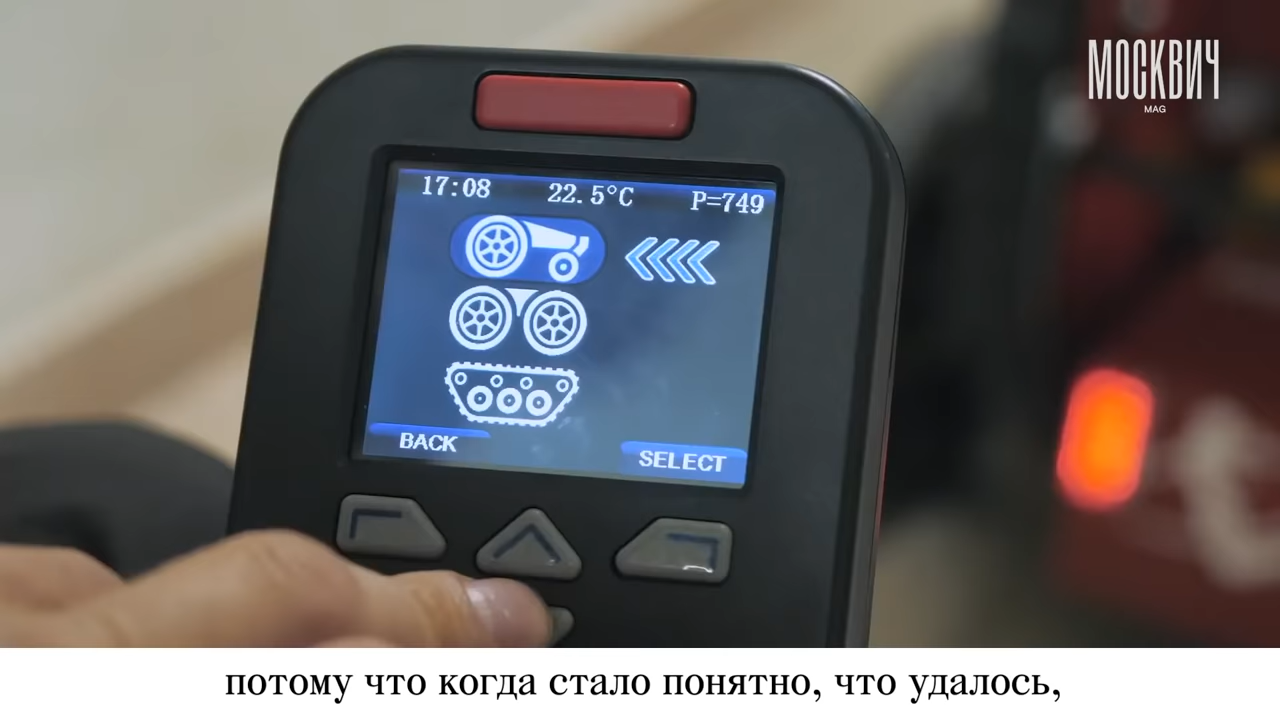 МОСКВИЧ
MAG
17:08 22.5°C P=749
BACK SELECT
потому что когда стало понятно, что удалось,